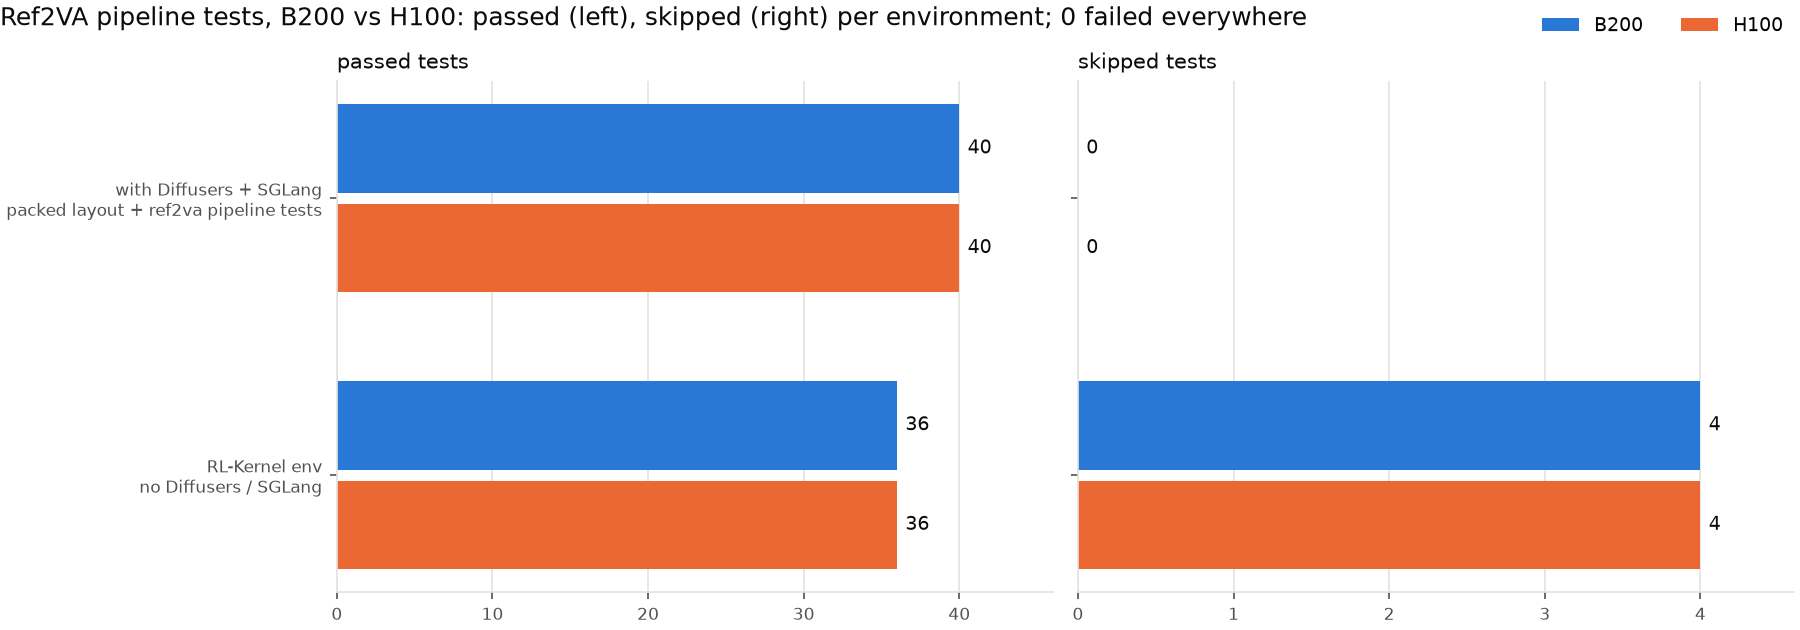 Ref2VA pipeline tests, B200 vs H100: passed (left), skipped (right) per environment; 0 failed everywhere
B200
H100
passed tests
skipped tests
with Diffusers + SGLang
packed layout + ref2va pipeline tests
40
40
0
0
RL-Kernel env
no Diffusers / SGLang
36
36
4
4
0
10
20
30
40
0
1
2
3
4